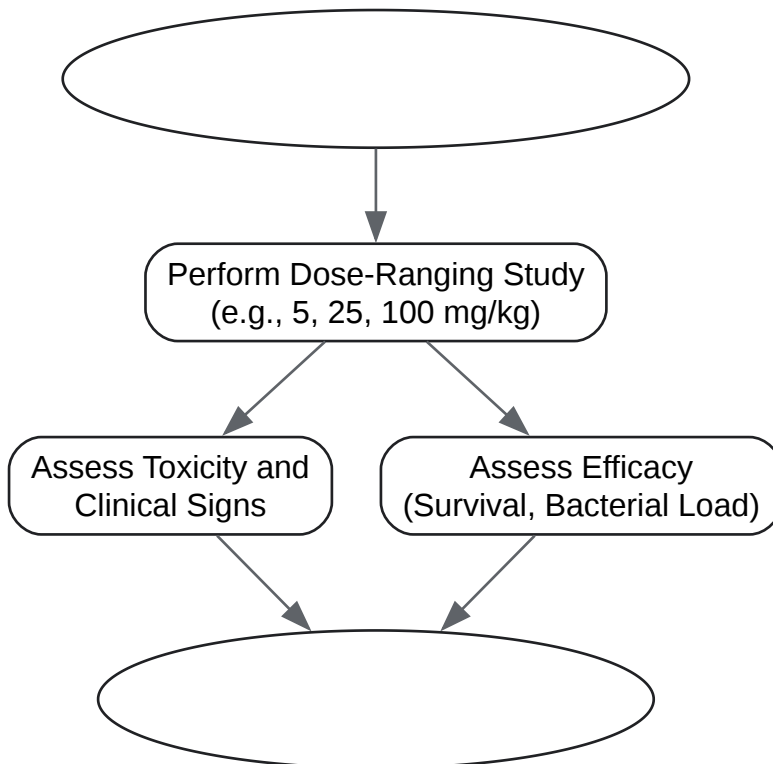 Perform Dose-Ranging Study
(e.g., 5, 25, 100 mg/kg)
Assess Toxicity and
Clinical Signs
Assess Efficacy
(Survival, Bacterial Load)